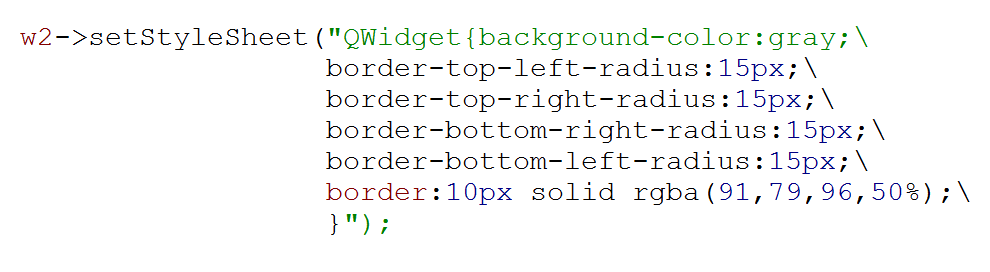 w2->setStyleSheet("QWidget{background-color:gray;\
border-top-left-radius:15px;\
border-top-right-radius:15px;\
border-bottom-right-radius:15px;\
border-bottom-left-radius:15px;\
border:10px solid rgba(91,79,96,50%);\
}");